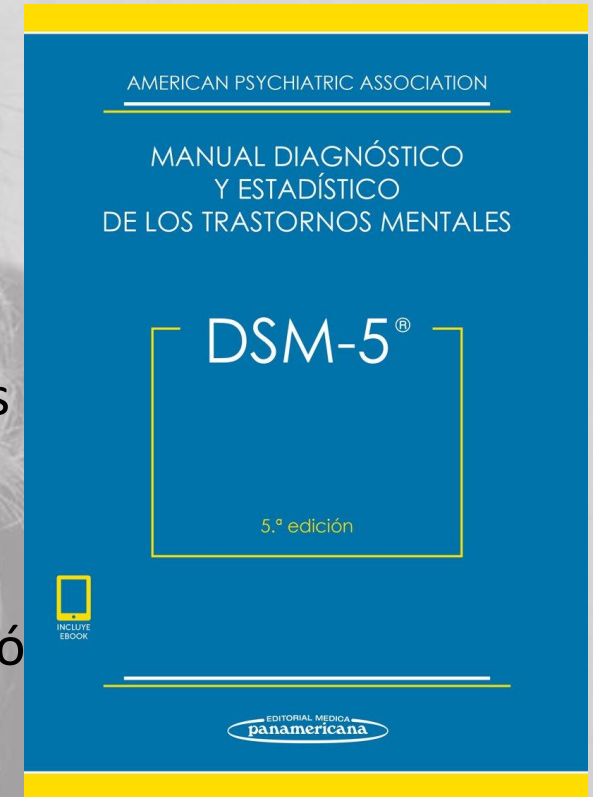 AMERICAN PSYCHIATRIC ASSOCIATION
MANUAL DIAGNÓSTICO
Y ESTADÍSTICO
DE LOS TRASTORNOS MENTALES
DSM-5®
s
5.ª edición
INCLUYE
EBOOK
ó
EDITORIAL MEDICA
panamericana